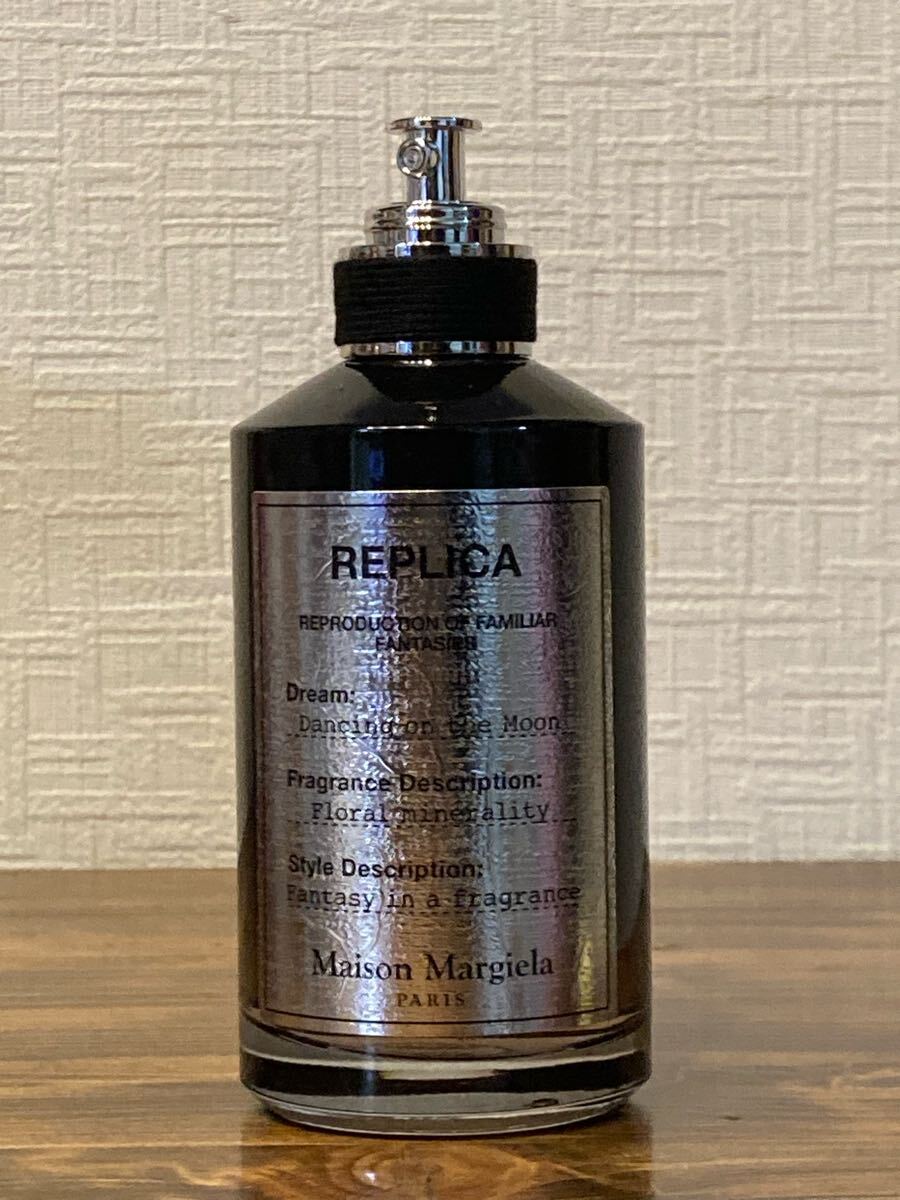 REPLICA
REPRODUCTION OF FAMILIAR
FANTASIES
Dream:
Dancing on the Moon
Fragrance Description:
Floral minerality
Style Description:
Fantasy in a fragrance
Maison Margiela
PARIS